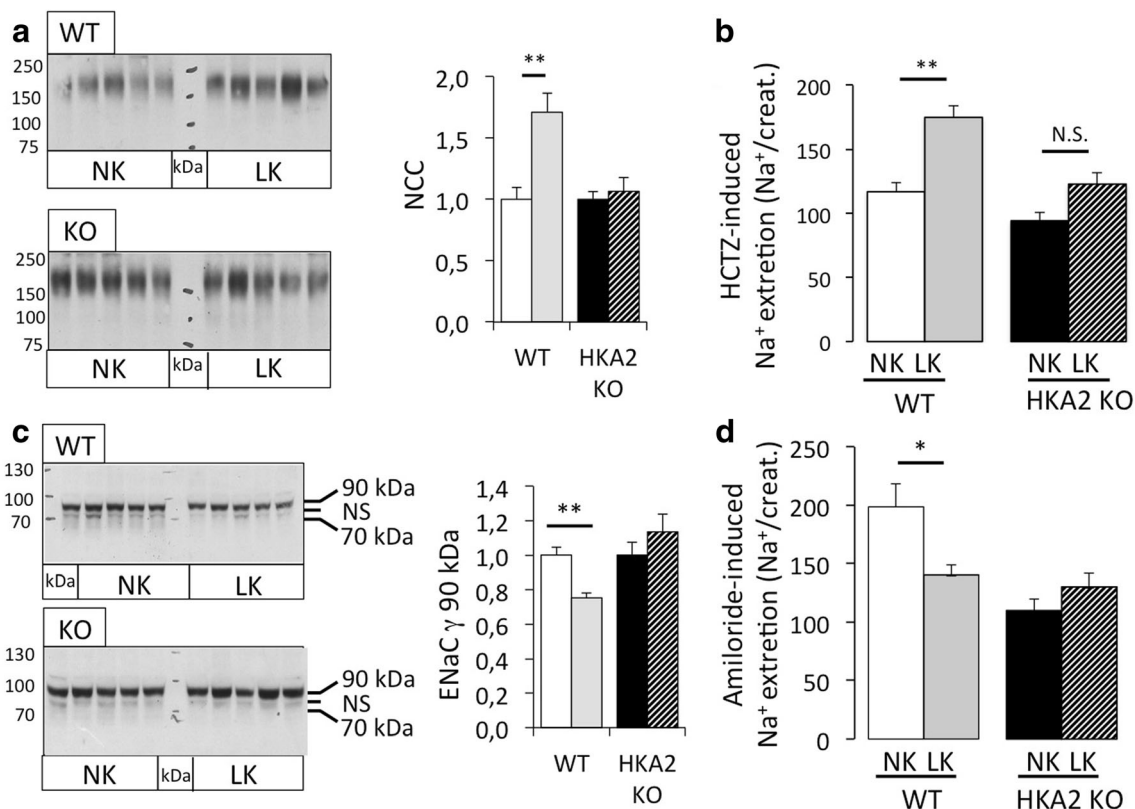 a
WT
250
150
100
75
NK
kDa
LK
KO
250
150
100
75
NK
kDa
LK
NCC
2,0
1,5
1,0
0,5
0,0
**
WT
HKA2
KO
b
HCTZ-induced
Na⁺ extretion (Na⁺/creat.)
200
150
100
50
0
**
N.S.
NK LK
WT
NK LK
HKA2 KO
c
WT
130
100
70
90 kDa
NS
70 kDa
kDa
NK
LK
KO
130
100
70
90 kDa
NS
70 kDa
NK
kDa
LK
ENaC γ 90 kDa
1,4
1,2
1,0
0,8
0,6
0,4
0,2
0,0
**
WT
HKA2
KO
d
Amiloride-induced
Na⁺ extretion (Na⁺/creat.)
250
200
150
100
50
0
*
NK LK
WT
NK LK
HKA2 KO